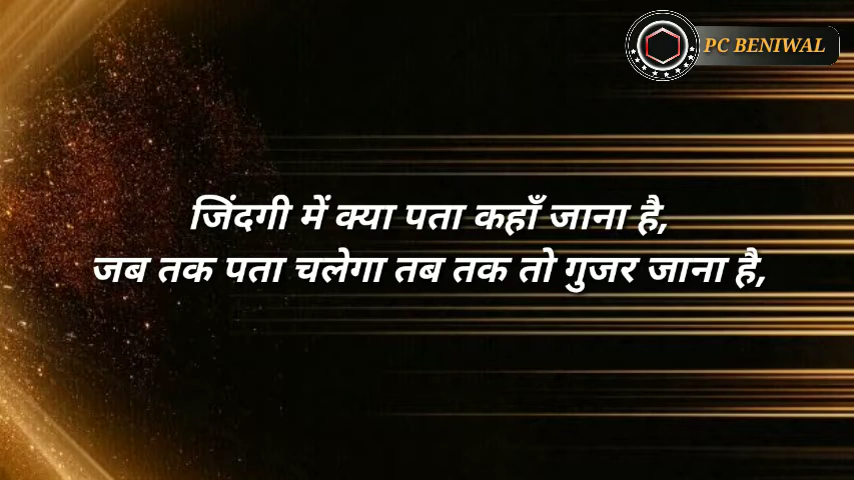 PC BENIWAL
जिंदगी में क्या पता कहाँ जाना है,
जब तक पता चलेगा तब तक तो गुजर जाना है,